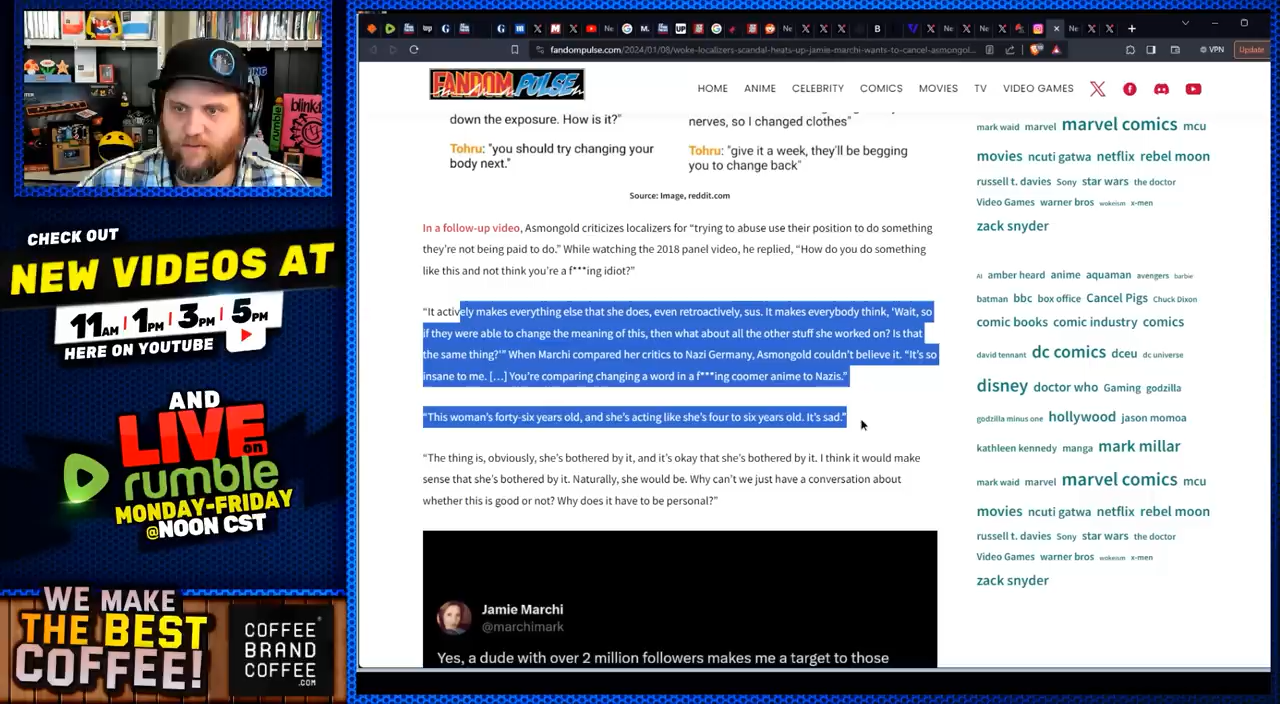 CHECK OUT
NEW VIDEOS AT
11AM | 1PM | 3PM | 5PM
HERE ON YOUTUBE
AND
LIVE on
rumble
MONDAY-FRIDAY
@NOON CST
WE MAKE
THE BEST
COFFEE!
COFFEE
BRAND
COFFEE
.COM
fandompulse.com/2024/01/08/woke-localizers-scandal-heats-up-jamie-marchi-wants-to-cancel-asmongol...
VPN
Update
FANDOM PULSE
HOME ANIME CELEBRITY COMICS MOVIES TV VIDEO GAMES
down the exposure. How is it?"
Tohru: "you should try changing your
body next."
nerves, so I changed clothes"
Tohru: "give it a week, they'll be begging
you to change back"
Source: Image, reddit.com
In a follow-up video, Asmongold criticizes localizers for “trying to abuse use their position to do something
they’re not being paid to do.” While watching the 2018 panel video, he replied, “How do you do something
like this and not think you’re a f***ing idiot?”
“It actively makes everything else that she does, even retroactively, sus. It makes everybody think, ‘Wait, so
if they were able to change the meaning of this, then what about all the other stuff she worked on? Is that
the same thing?’” When Marchi compared her critics to Nazi Germany, Asmongold couldn’t believe it. “It’s so
insane to me. […] You’re comparing changing a word in a f***ing coomer anime to Nazis.”
“This woman’s forty-six years old, and she’s acting like she’s four to six years old. It’s sad.”
“The thing is, obviously, she’s bothered by it, and it’s okay that she’s bothered by it. I think it would make
sense that she’s bothered by it. Naturally, she would be. Why can’t we just have a conversation about
whether this is good or not? Why does it have to be personal?”
Jamie Marchi
@marchimark
Yes, a dude with over 2 million followers makes me a target to those
mark waid marvel marvel comics mcu
movies ncuti gatwa netflix rebel moon
russell t. davies Sony star wars the doctor
Video Games warner bros wokeism x-men
zack snyder
AI amber heard anime aquaman avengers barbie
batman bbc box office Cancel Pigs Chuck Dixon
comic books comic industry comics
david tennant dc comics dceu dc universe
disney doctor who Gaming godzilla
godzilla minus one hollywood jason momoa
kathleen kennedy manga mark millar
mark waid marvel marvel comics mcu
movies ncuti gatwa netflix rebel moon
russell t. davies Sony star wars the doctor
Video Games warner bros wokeism x-men
zack snyder